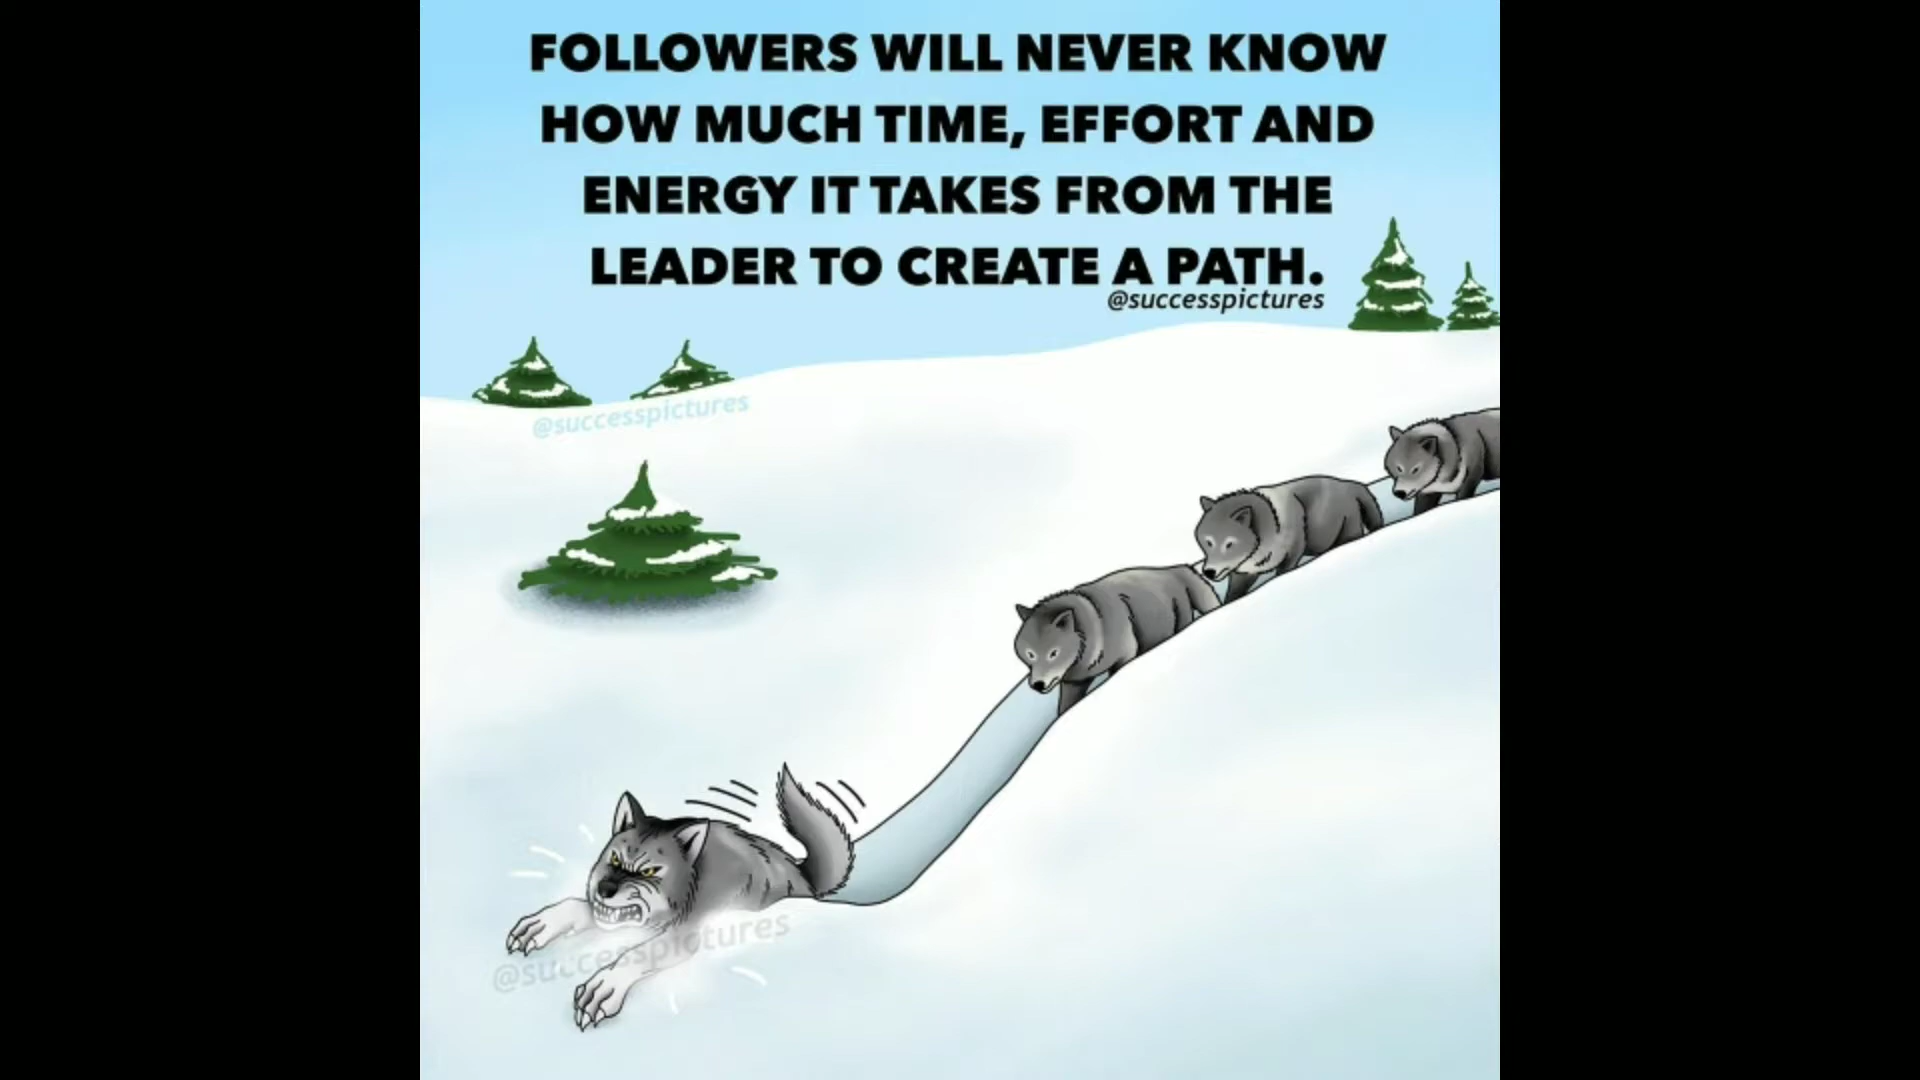 FOLLOWERS WILL NEVER KNOW
HOW MUCH TIME, EFFORT AND
ENERGY IT TAKES FROM THE
LEADER TO CREATE A PATH.
@successpictures
@successpictures
@successpictures